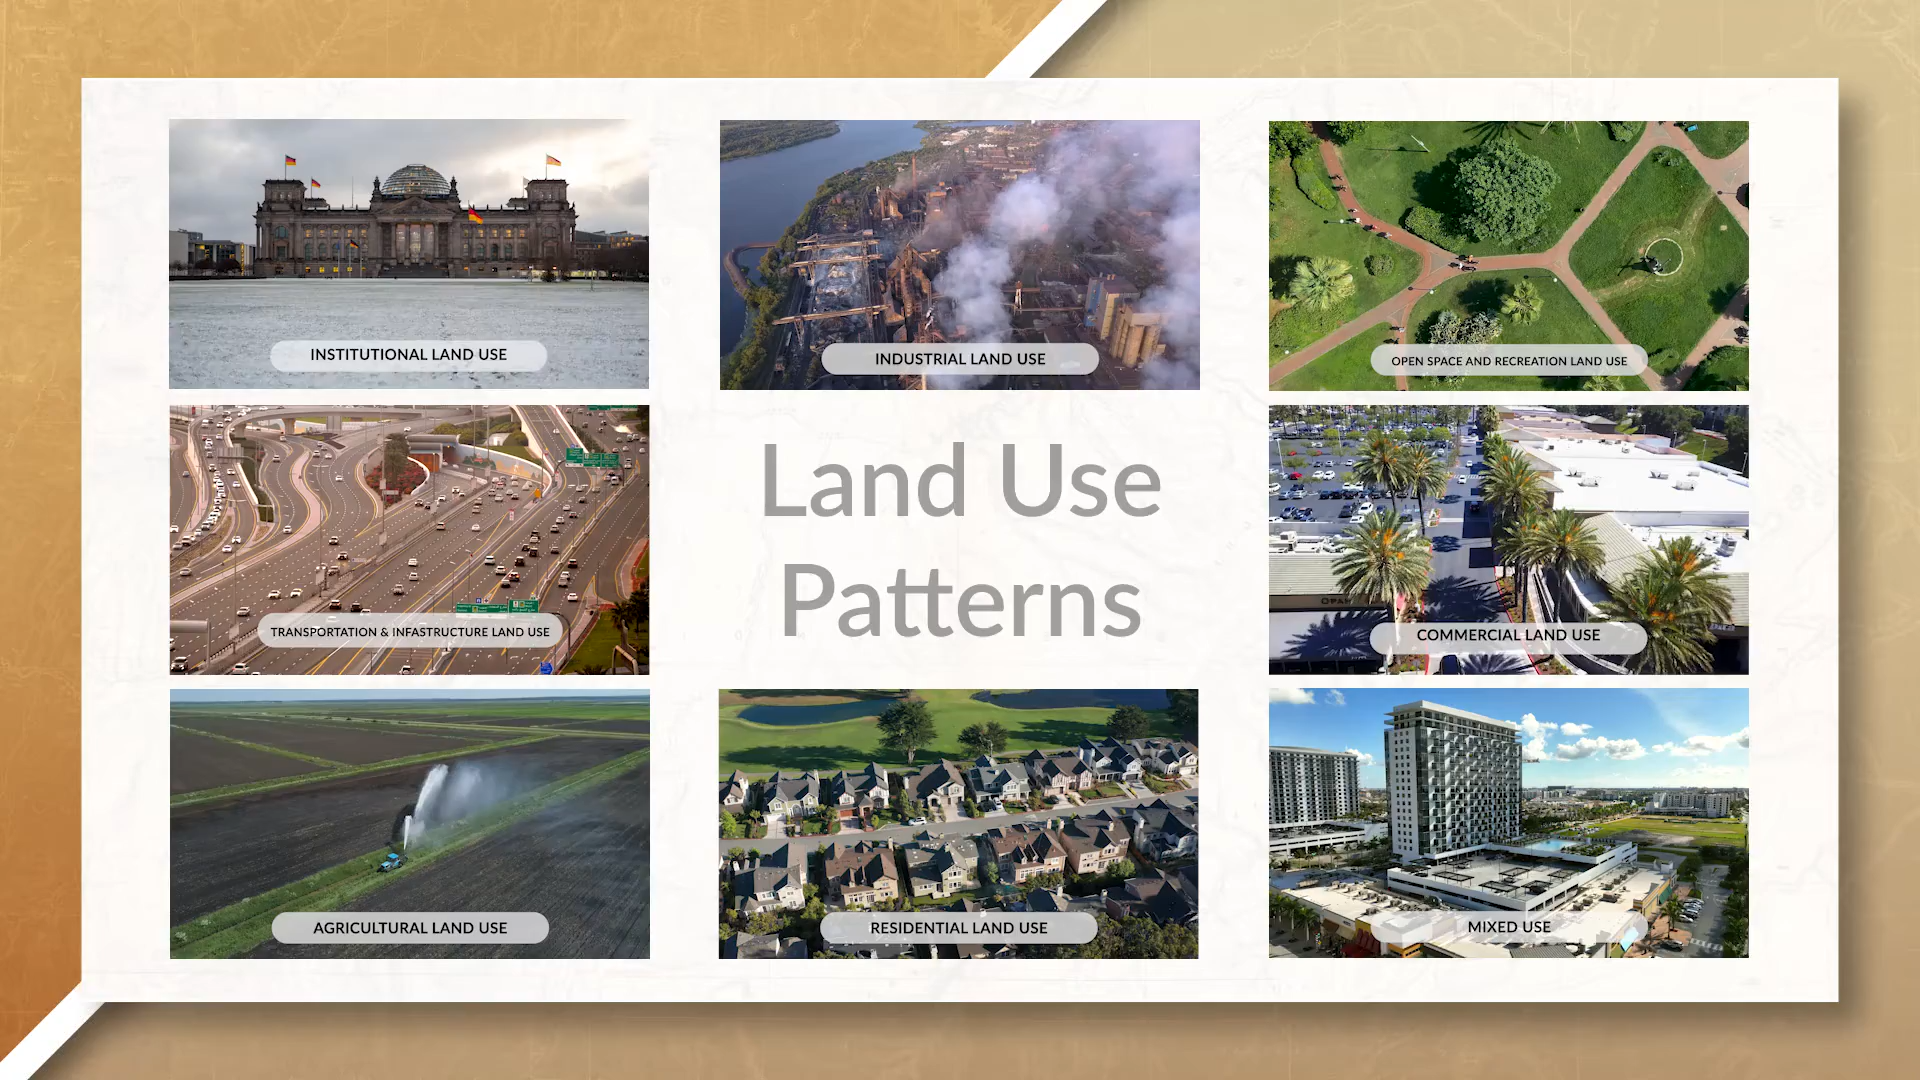 INSTITUTIONAL LAND USE
INDUSTRIAL LAND USE
OPEN SPACE AND RECREATION LAND USE
Land Use
Patterns
TRANSPORTATION & INFASTRUCTURE LAND USE
COMMERCIAL LAND USE
AGRICULTURAL LAND USE
RESIDENTIAL LAND USE
MIXED USE